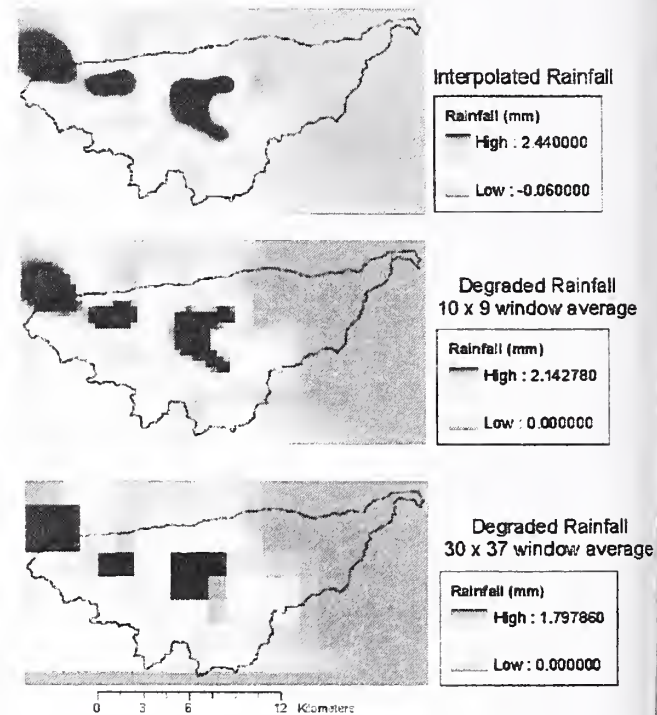 Interpolated Rainfall
Rainfall (mm)
High : 2.440000
Low : -0.060000
Degraded Rainfall
10 x 9 window average
Rainfall (mm)
High : 2.142780
Low : 0.000000
Degraded Rainfall
30 x 37 window average
Rainfall (mm)
High : 1.797860
Low : 0.000000
0 3 6 12 Kilometers